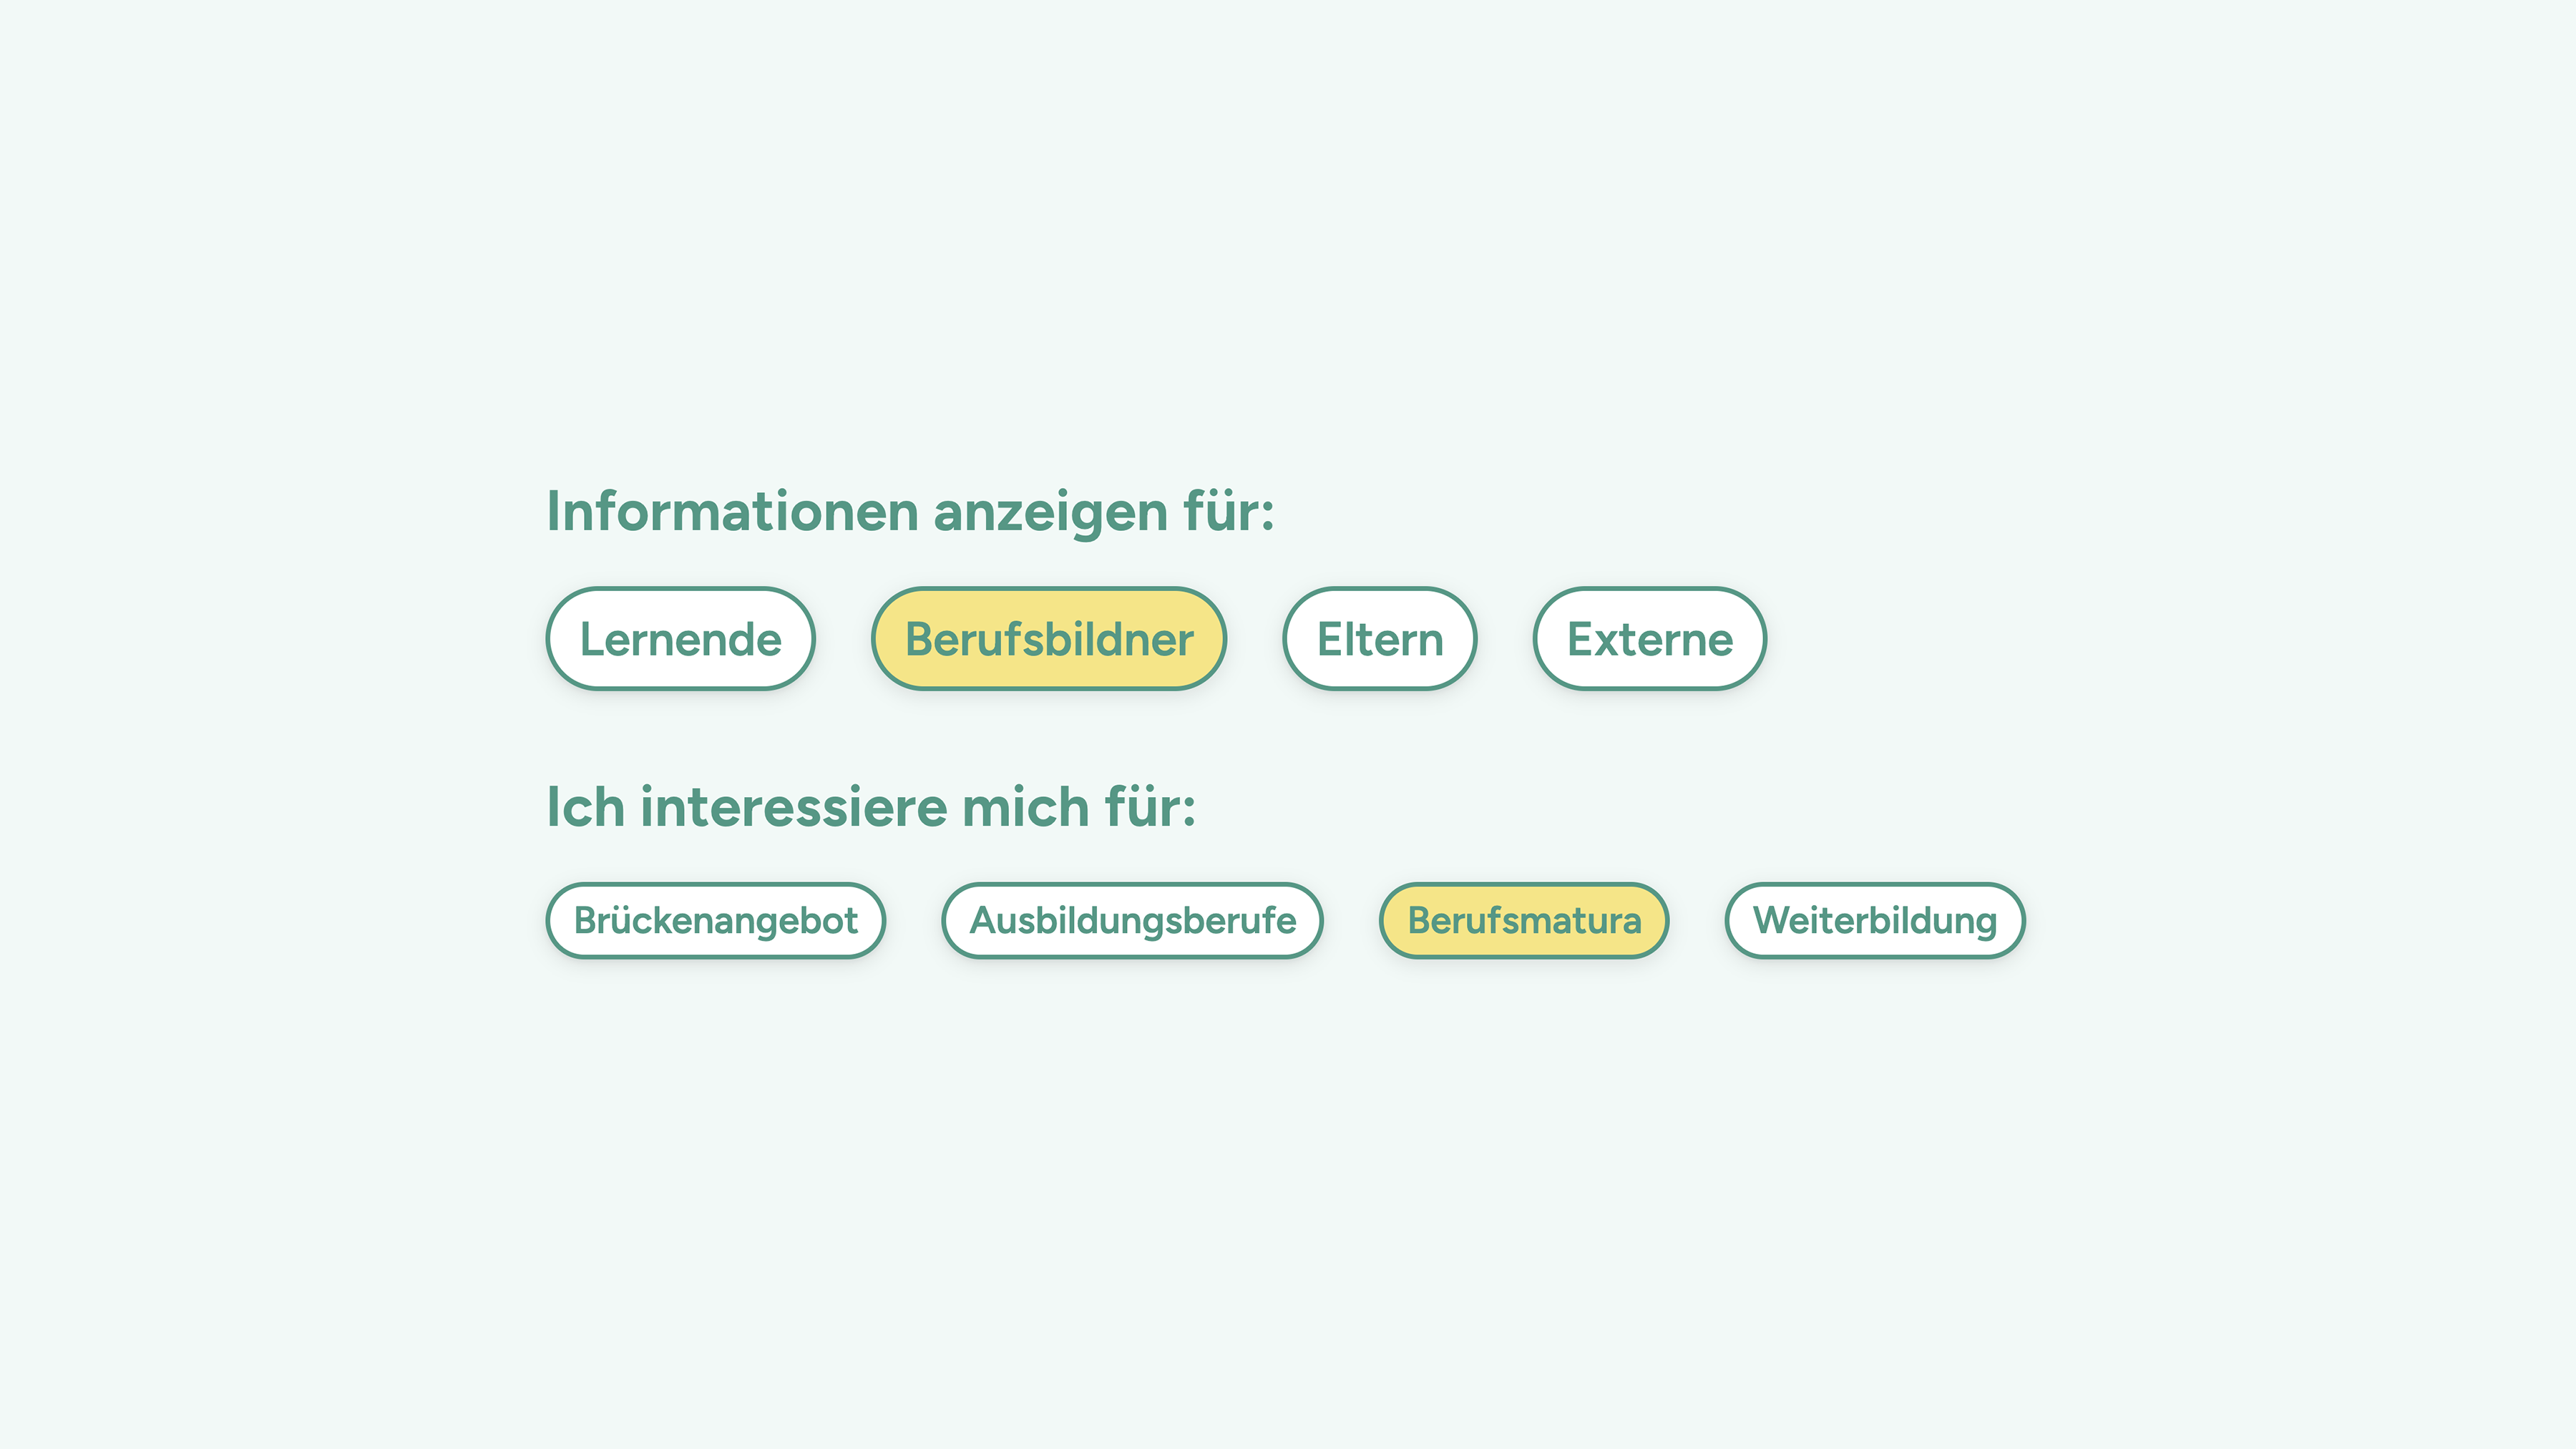 Informationen anzeigen für:
Lernende Berufsbildner Eltern Externe
Ich interessiere mich für:
Brückenangebot Ausbildungsberufe Berufsmatura Weiterbildung